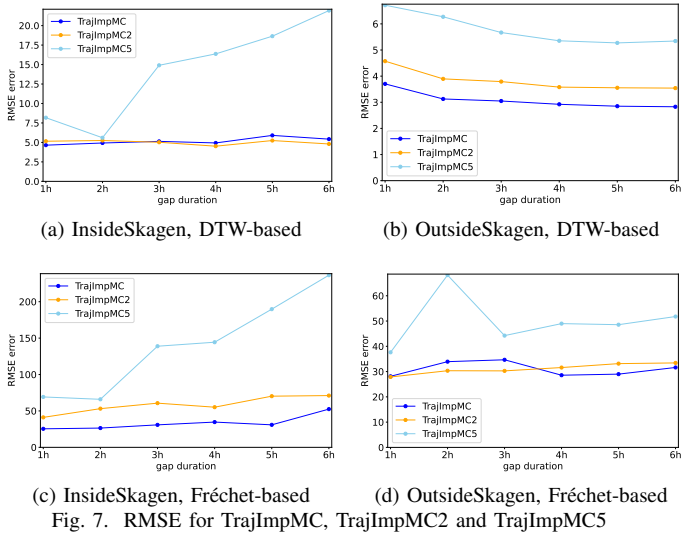 22.5
20.0
17.5
15.0
12.5
10.0
7.5
5.0
2.5
0.0
RMSE error
TrajImpMC
TrajImpMC2
TrajImpMC5
1h 2h 3h 4h 5h 6h
gap duration
(a) InsideSkagen, DTW-based
6
5
4
3
2
1
0
RMSE error
TrajImpMC
TrajImpMC2
TrajImpMC5
1h 2h 3h 4h 5h 6h
gap duration
(b) OutsideSkagen, DTW-based
200
150
100
50
0
RMSE error
TrajImpMC
TrajImpMC2
TrajImpMC5
1h 2h 3h 4h 5h 6h
gap duration
(c) InsideSkagen, Fréchet-based
60
50
40
30
20
10
0
RMSE error
TrajImpMC
TrajImpMC2
TrajImpMC5
1h 2h 3h 4h 5h 6h
gap duration
(d) OutsideSkagen, Fréchet-based
Fig. 7. RMSE for TrajImpMC, TrajImpMC2 and TrajImpMC5